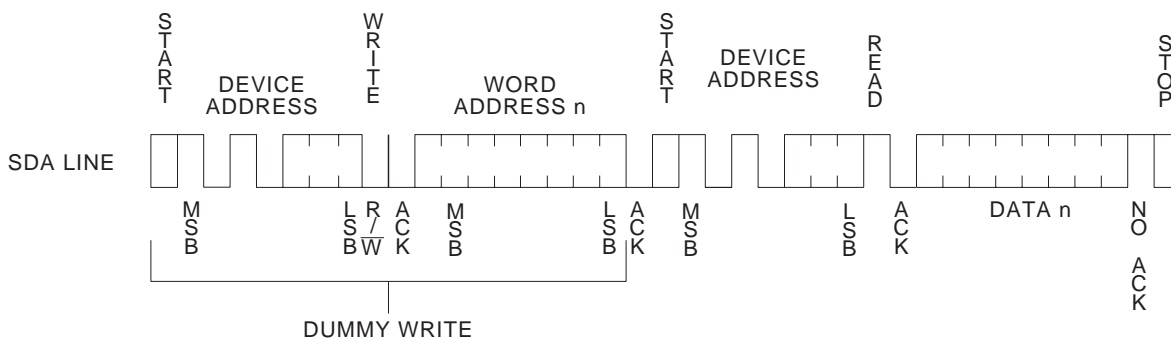 START
WRITE
START
READ
STOP
DEVICE
ADDRESS
WORD
ADDRESS n
DEVICE
ADDRESS
SDA LINE
MSB
LSB
R/W
ACK
MSB
LSB
ACK
MSB
LSB
ACK
DATA n
NO ACK
DUMMY WRITE